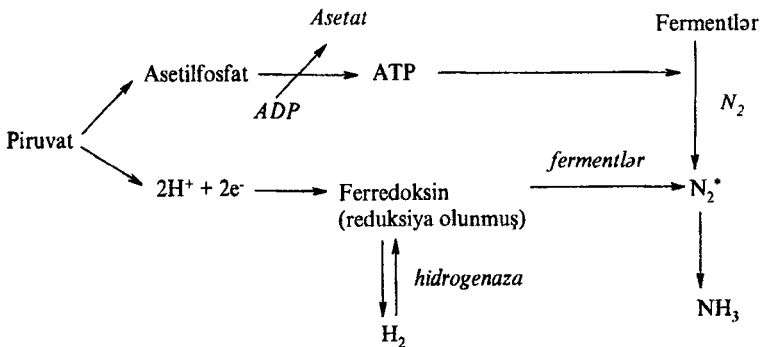 Asetat
Fermentlər
Asetilfosfat
ATP
ADP
N₂
Piruvat
fermentlər
2H⁺ + 2e⁻
Ferredoksin
(reduksiya olunmuş)
N₂*
hidrogenaza
H₂
NH₃